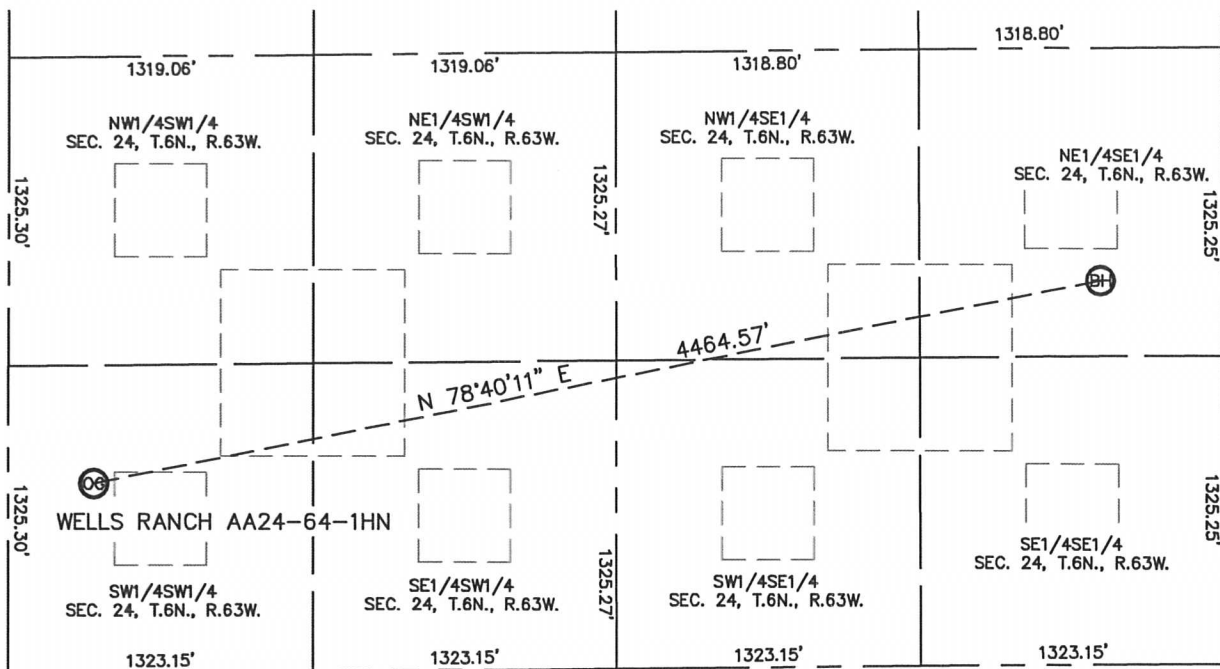 1318.80'
1319.06'
1319.06'
1318.80'
NW1/4SW1/4
SEC. 24, T.6N., R.63W.
NE1/4SW1/4
SEC. 24, T.6N., R.63W.
NW1/4SE1/4
SEC. 24, T.6N., R.63W.
NE1/4SE1/4
SEC. 24, T.6N., R.63W.
1325.30'
1325.27'
1325.25'
BH
4464.57'
N 78°40'11" E
OG
WELLS RANCH AA24-64-1HN
1325.30'
1325.27'
1325.25'
SW1/4SW1/4
SEC. 24, T.6N., R.63W.
SE1/4SW1/4
SEC. 24, T.6N., R.63W.
SW1/4SE1/4
SEC. 24, T.6N., R.63W.
SE1/4SE1/4
SEC. 24, T.6N., R.63W.
1323.15'
1323.15'
1323.15'
1323.15'